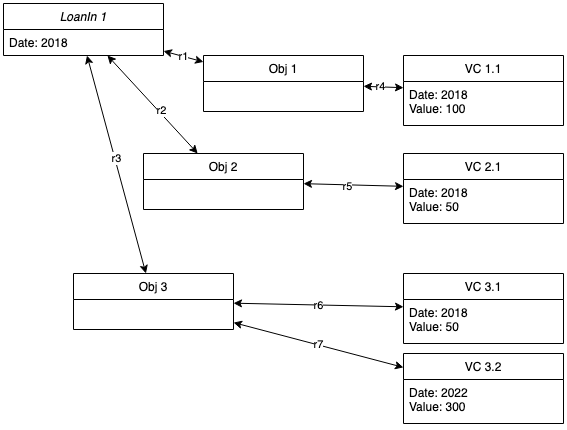 LoanIn 1
Date: 2018
r1
Obj 1
r4
VC 1.1
Date: 2018
Value: 100
r2
r3
Obj 2
r5
VC 2.1
Date: 2018
Value: 50
Obj 3
r6
VC 3.1
Date: 2018
Value: 50
r7
VC 3.2
Date: 2022
Value: 300